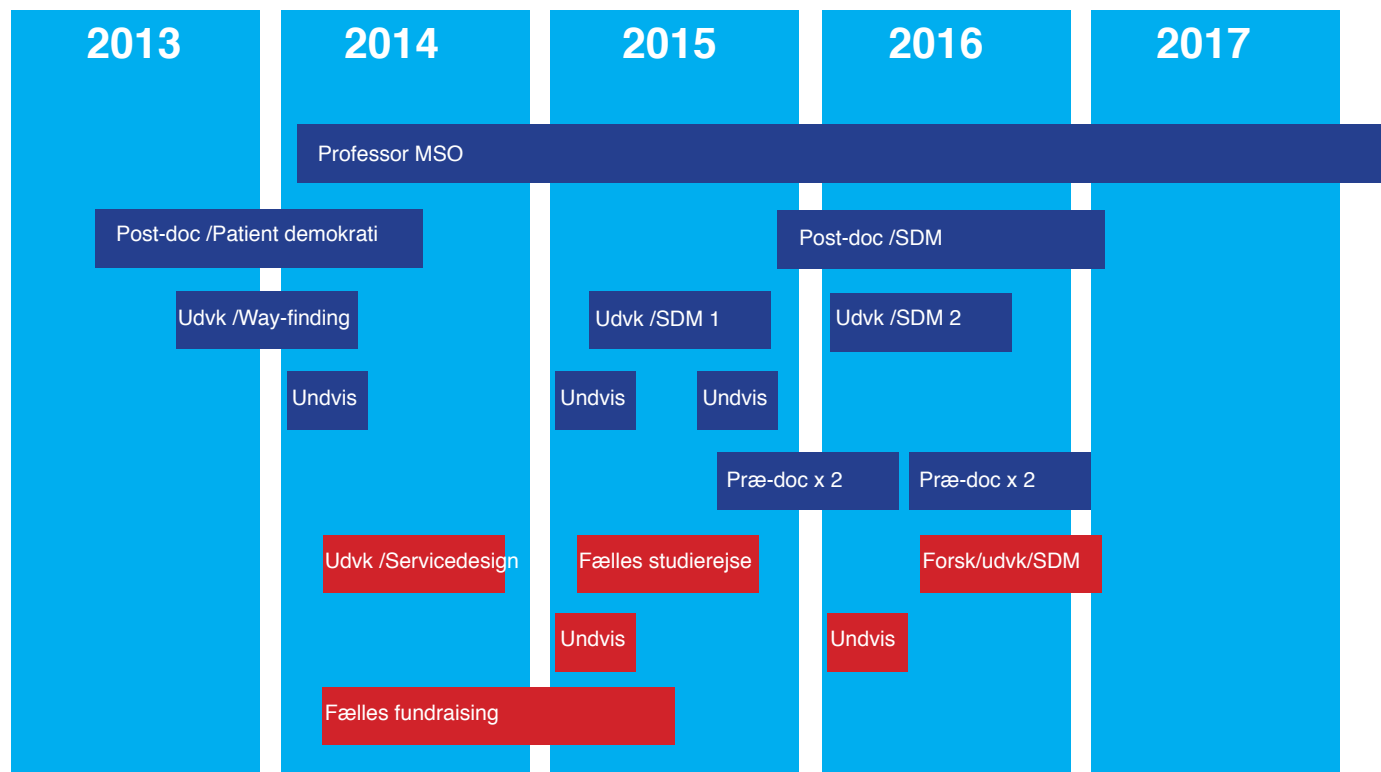 2013
2014
2015
2016
2017
Professor MSO
Post-doc /Patient demokrati
Post-doc /SDM
Udvk /Way-finding
Udvk /SDM 1
Udvk /SDM 2
Undvis
Undvis
Undvis
Præ-doc x 2
Præ-doc x 2
Udvk /Servicedesign
Fælles studierejse
Forsk/udvk/SDM
Undvis
Undvis
Fælles fundraising